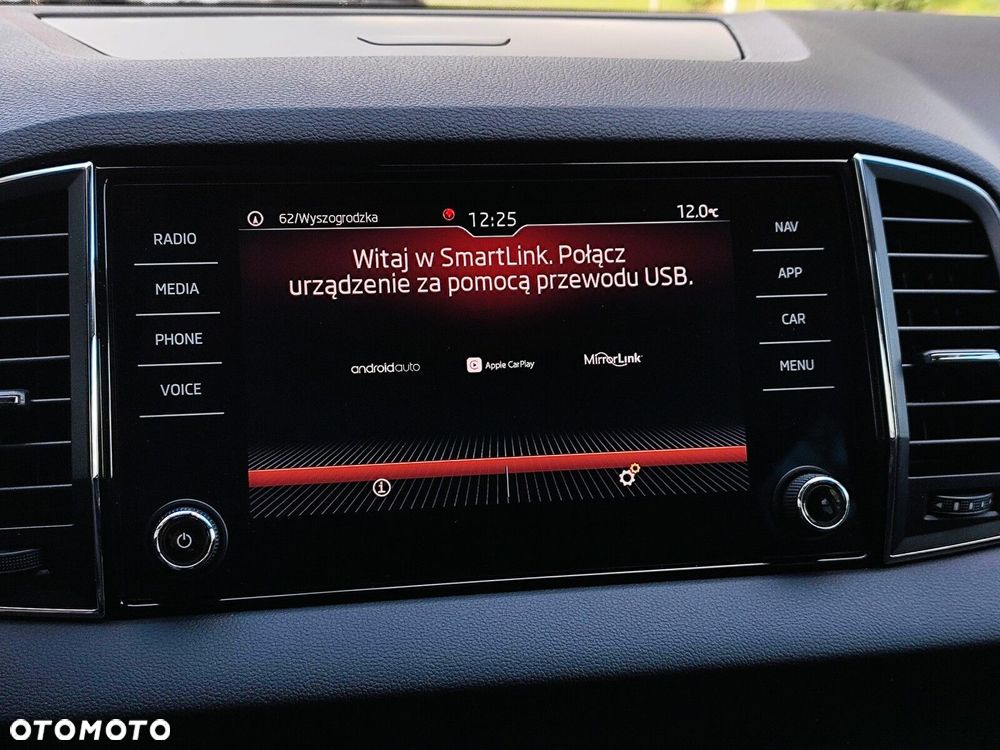 62/Wyszogrodzka
12:25
12.0°C
Witaj w SmartLink. Połącz
urządzenie za pomocą przewodu USB.
androidauto
Apple CarPlay
MirrorLink
RADIO
MEDIA
PHONE
VOICE
NAV
APP
CAR
MENU
OTOMOTO